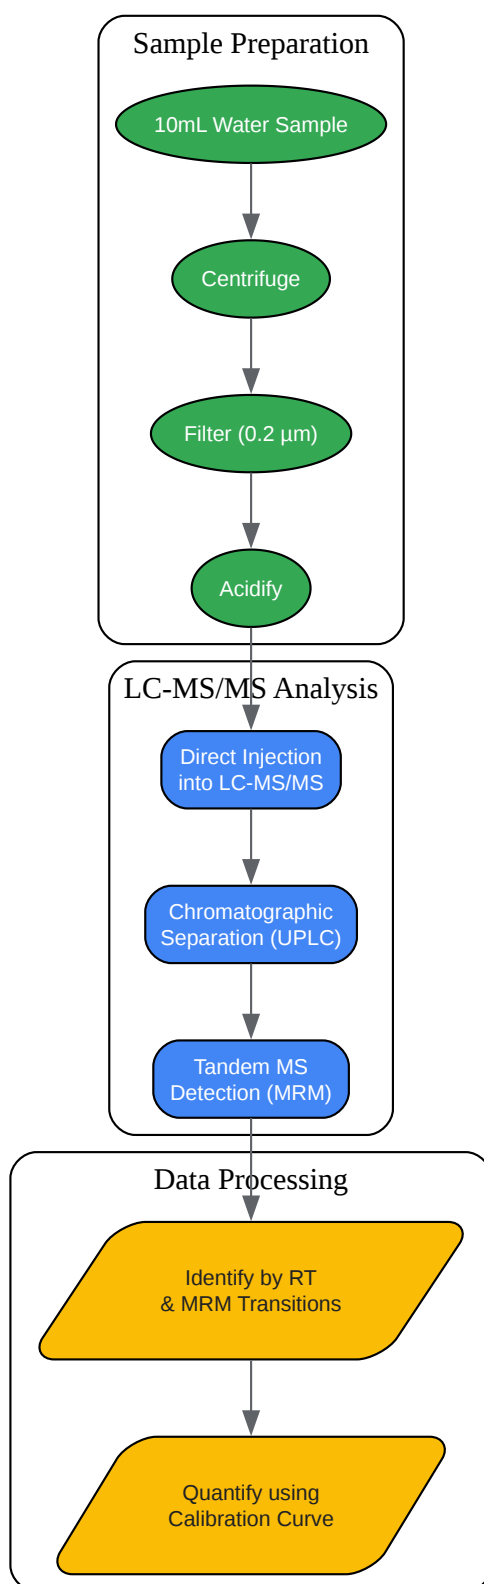 Sample Preparation
10mL Water Sample
Centrifuge
Filter (0.2 µm)
Acidify
LC-MS/MS Analysis
Direct Injection
into LC-MS/MS
Chromatographic
Separation (UPLC)
Tandem MS
Detection (MRM)
Data Processing
Identify by RT
& MRM Transitions
Quantify using
Calibration Curve